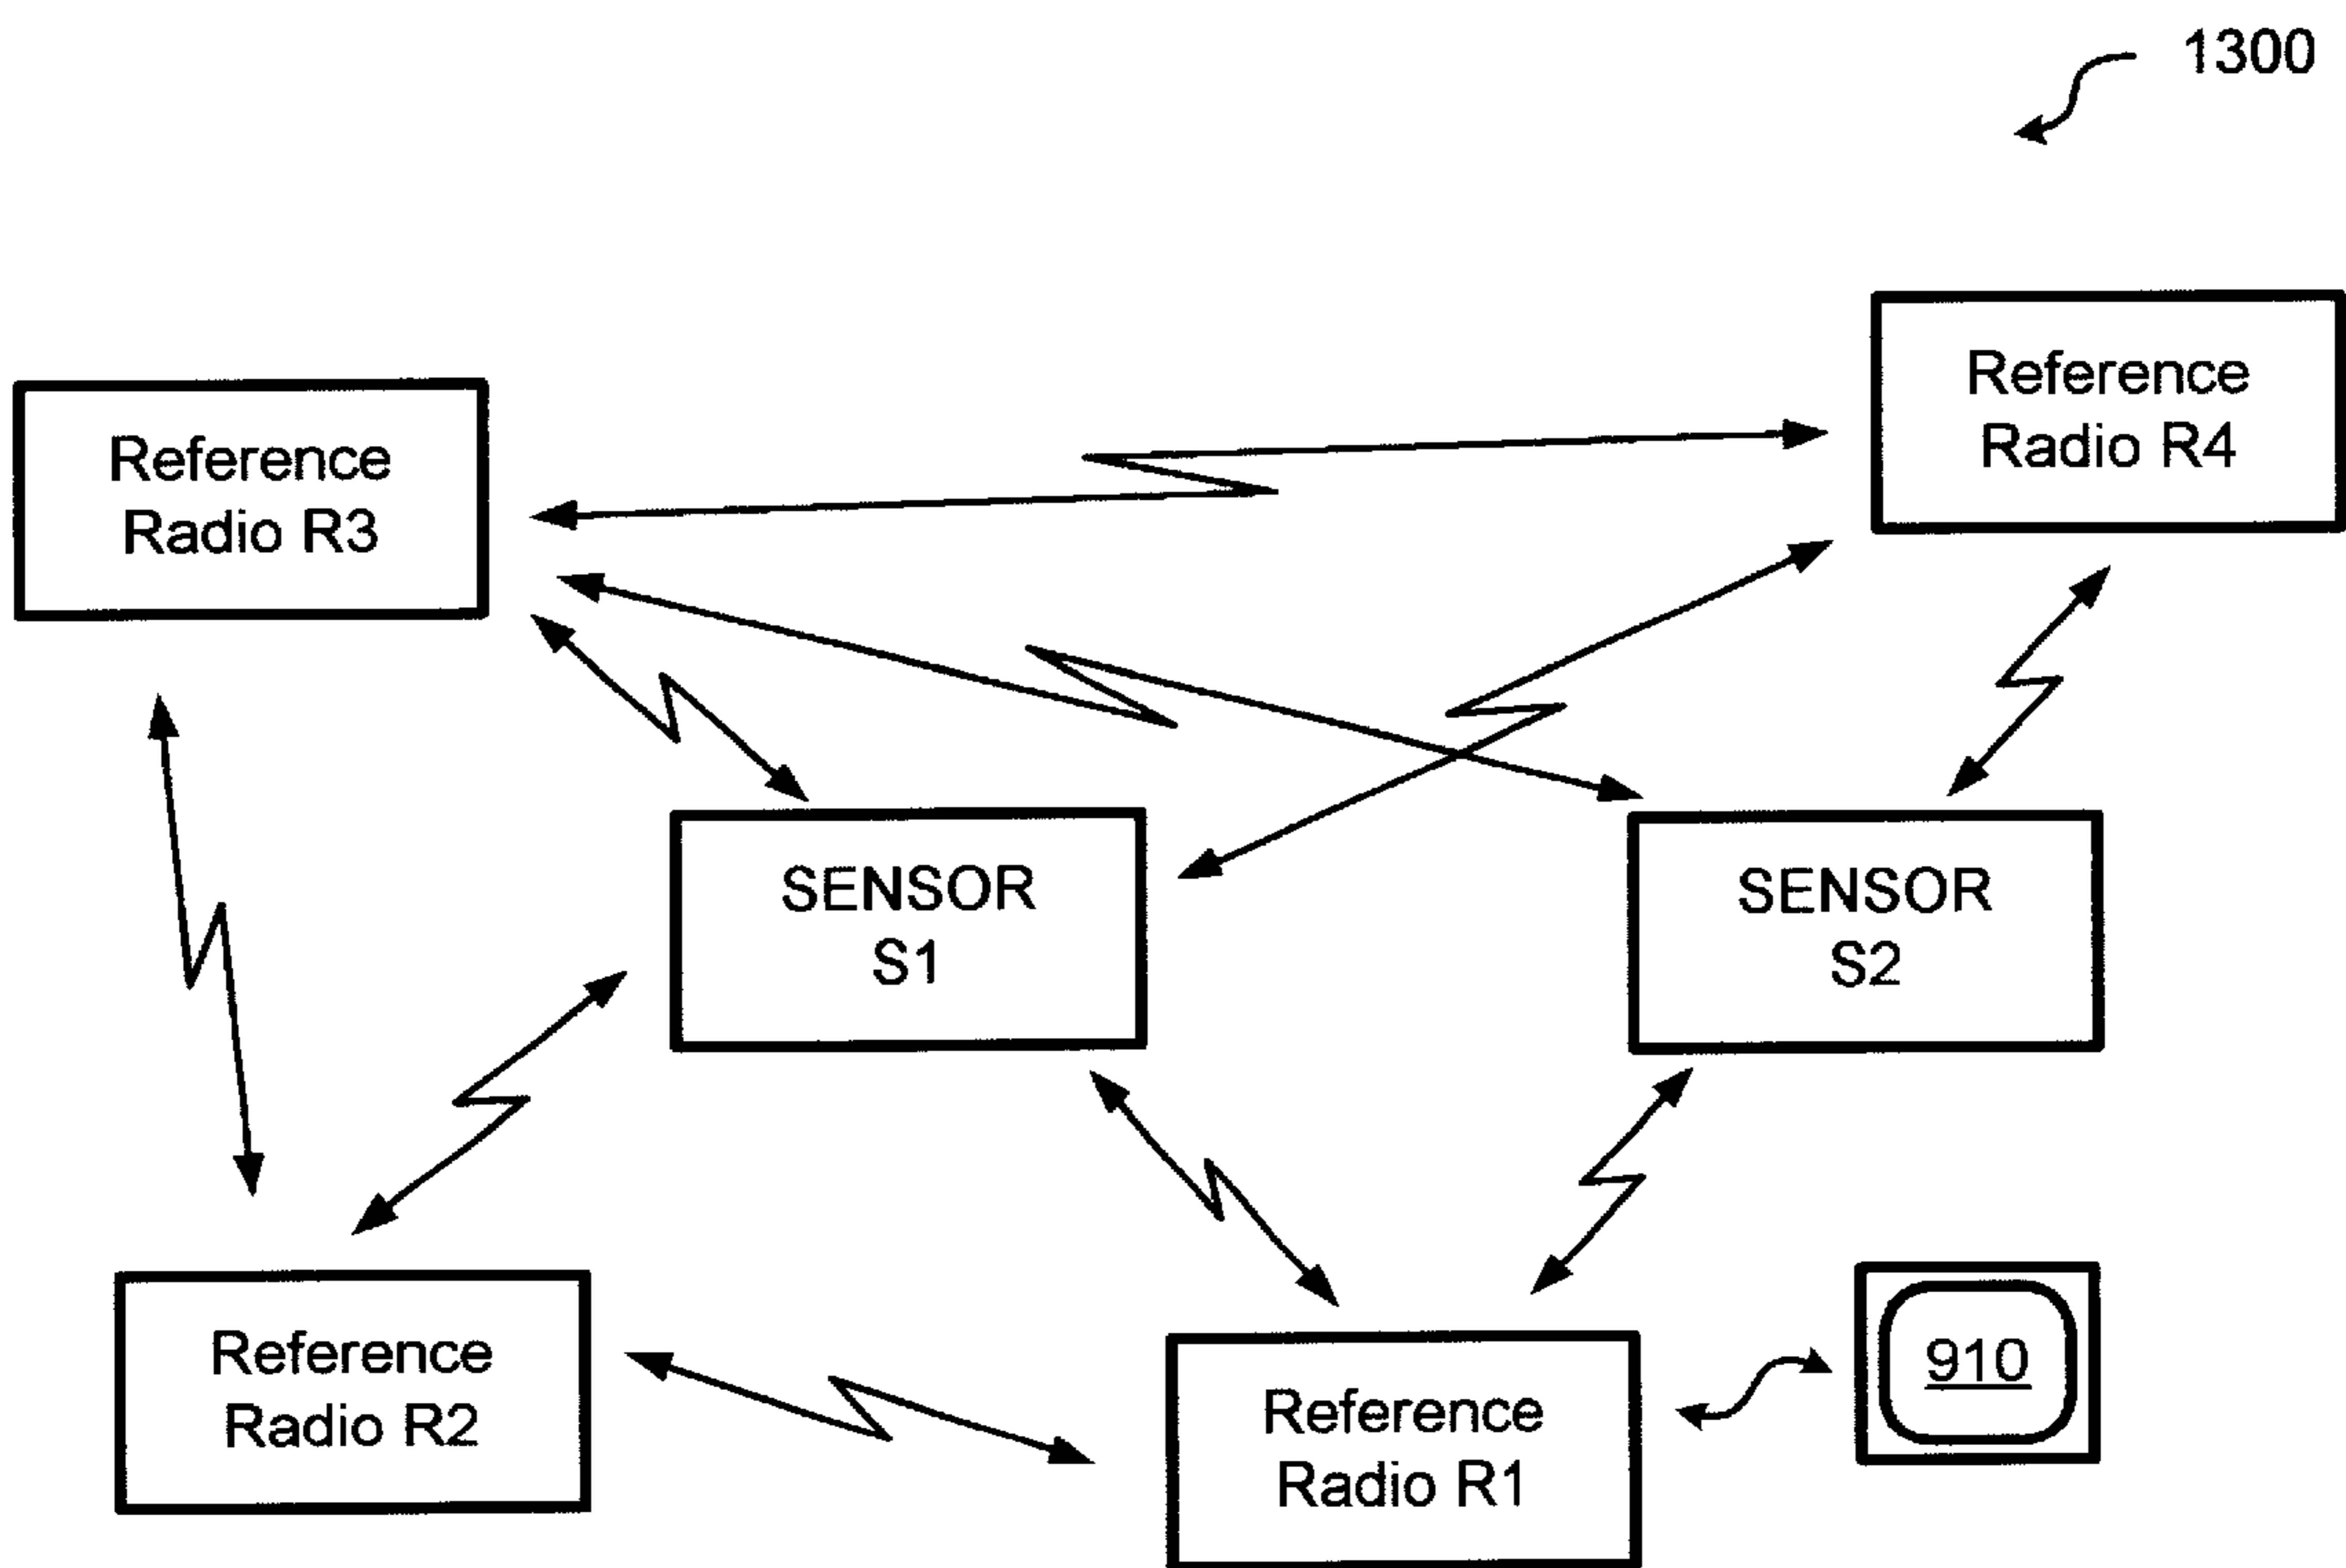 1300
Reference
Radio R4
Reference
Radio R3
SENSOR
S1
SENSOR
S2
Reference
Radio R2
Reference
Radio R1
910